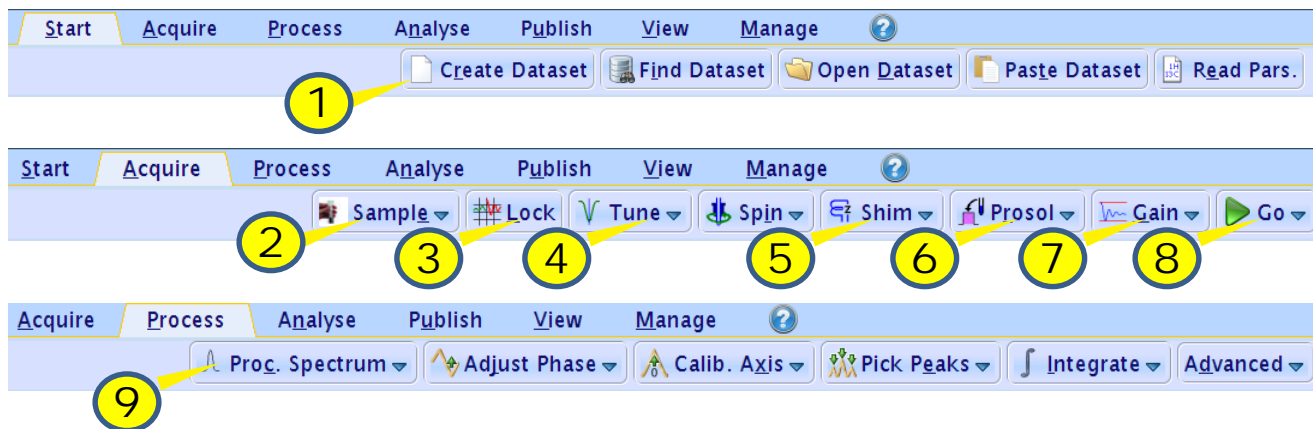 Start Acquire Process Analyse Publish View Manage ?
Create Dataset Find Dataset Open Dataset Paste Dataset 1H 13C Read Pars.
1
Start Acquire Process Analyse Publish View Manage ?
Sample Lock Tune Spin Z Shim Prosol Gain Go
2 3 4 5 6 7 8
Acquire Process Analyse Publish View Manage ?
Proc. Spectrum Adjust Phase Calib. Axis 0 Pick Peaks Integrate Advanced
9